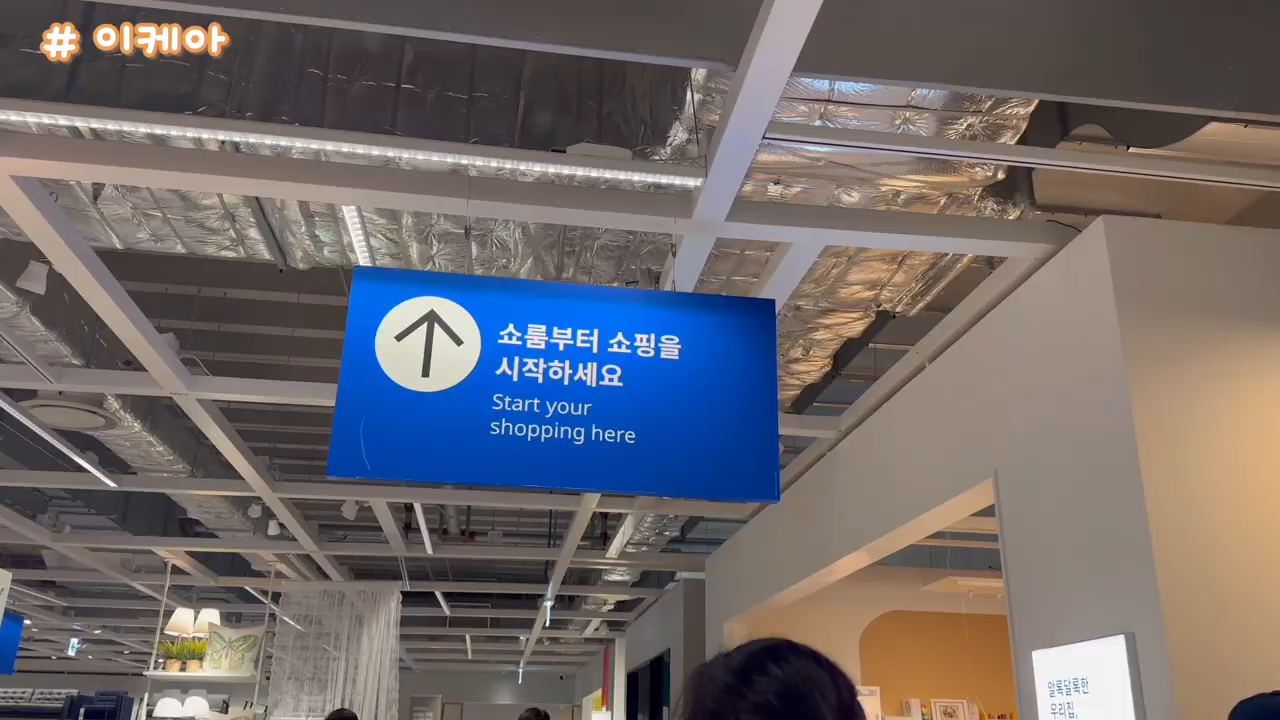 # 이케아
쇼룸부터 쇼핑을
시작하세요
Start your
shopping here
알록달록한
우리집,